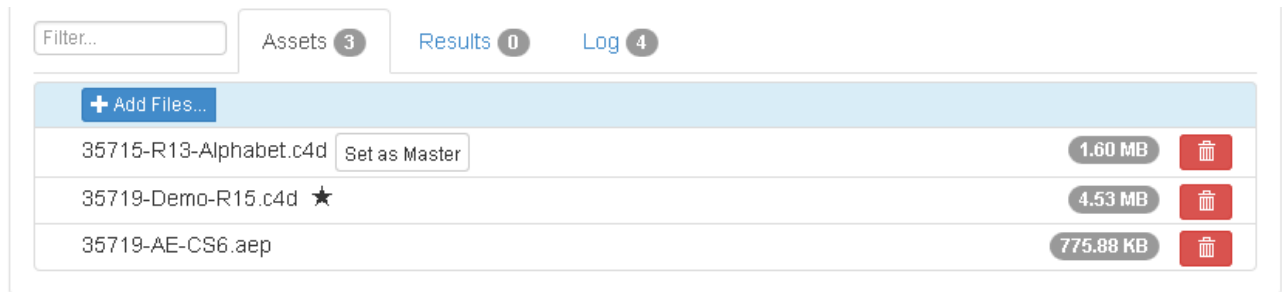 Filter... Assets 3 Results 0 Log 4
Add Files...
35715-R13-Alphabet.c4d Set as Master 1.60 MB
35719-Demo-R15.c4d 4.53 MB
35719-AE-CS6.aep 775.88 KB